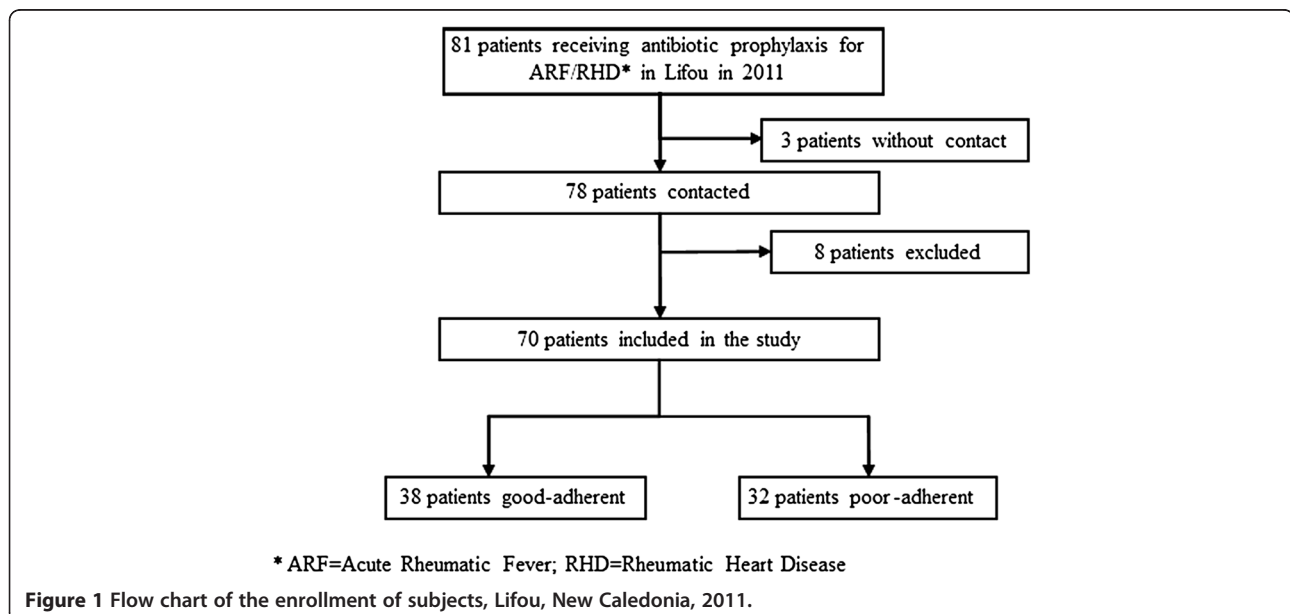 81 patients receiving antibiotic prophylaxis for
ARF/RHD* in Lifou in 2011
3 patients without contact
78 patients contacted
8 patients excluded
70 patients included in the study
38 patients good-adherent
32 patients poor-adherent
* ARF=Acute Rheumatic Fever; RHD=Rheumatic Heart Disease
Figure 1 Flow chart of the enrollment of subjects, Lifou, New Caledonia, 2011.